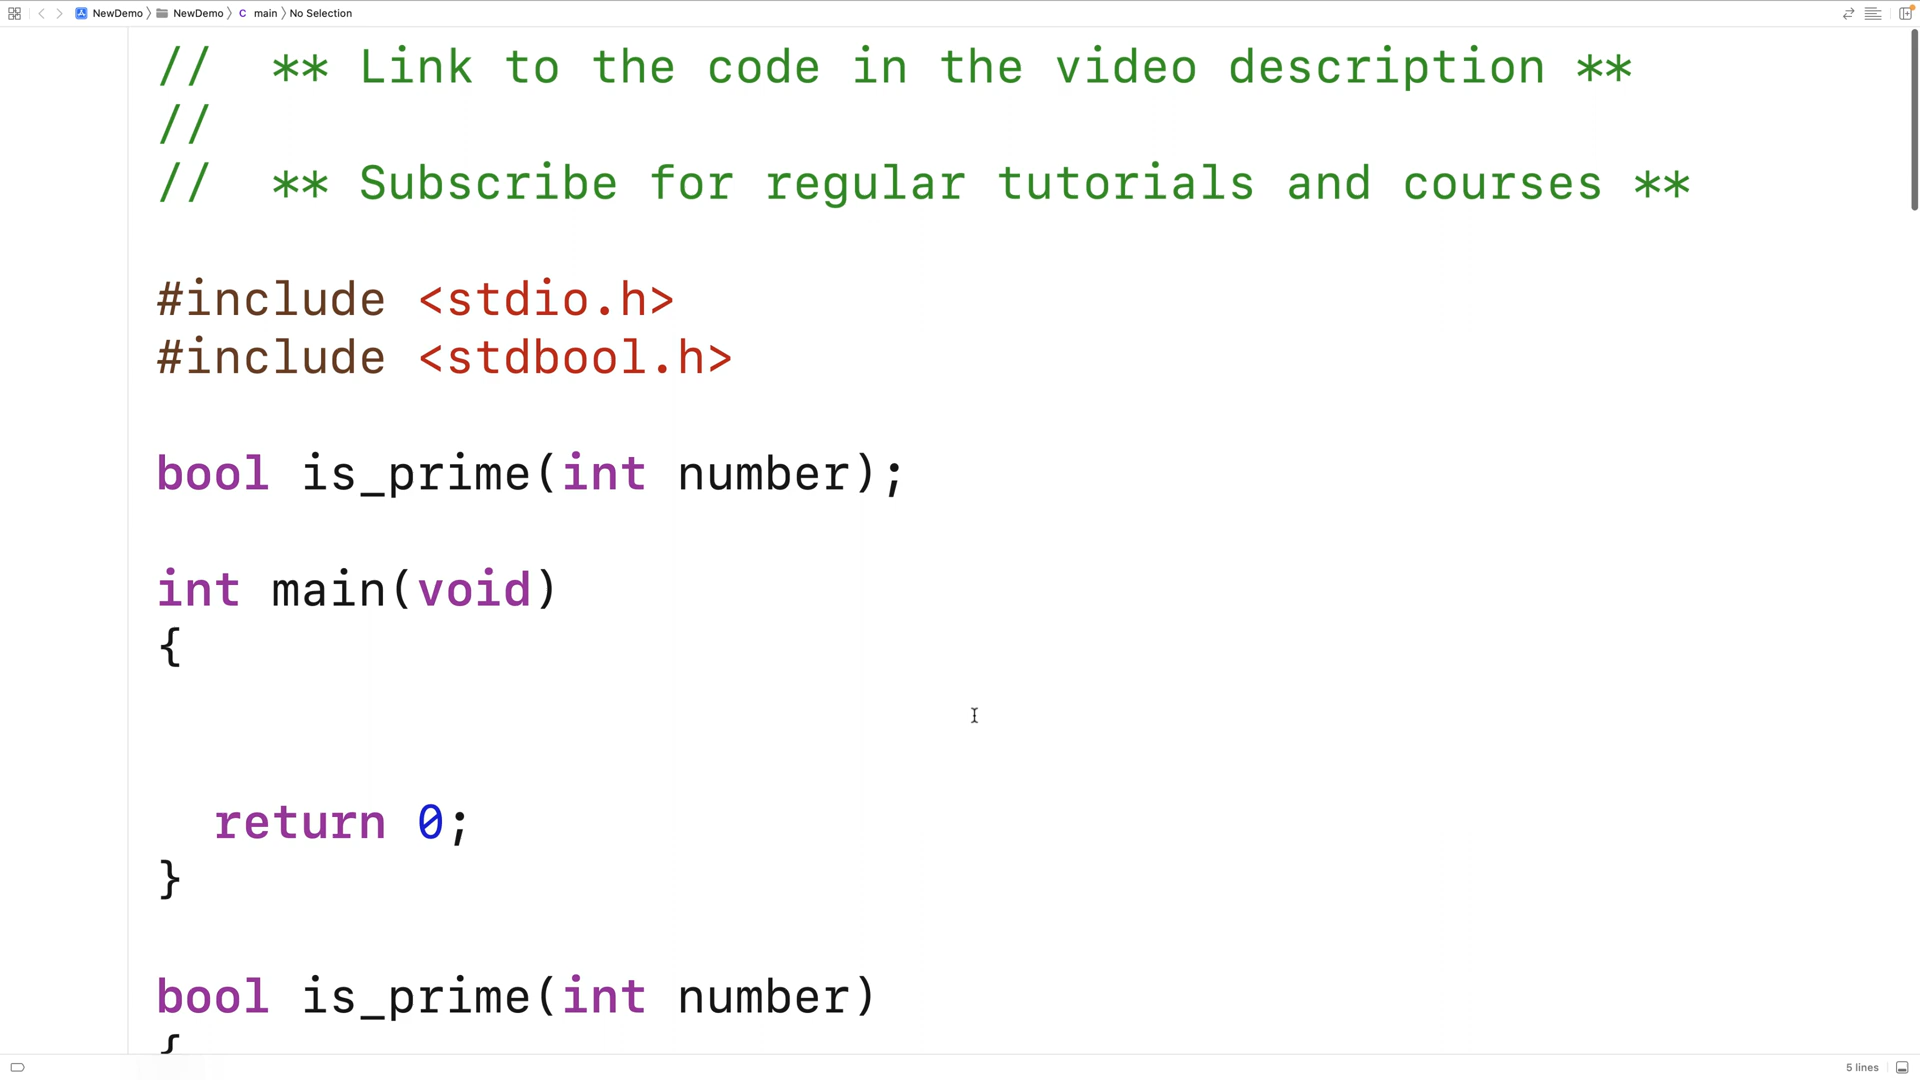 NewDemo NewDemo C main No Selection
// ** Link to the code in the video description **
//
// ** Subscribe for regular tutorials and courses **
#include <stdio.h>
#include <stdbool.h>
bool is_prime(int number);
int main(void)
{
return 0;
}
bool is_prime(int number)
{
5 lines